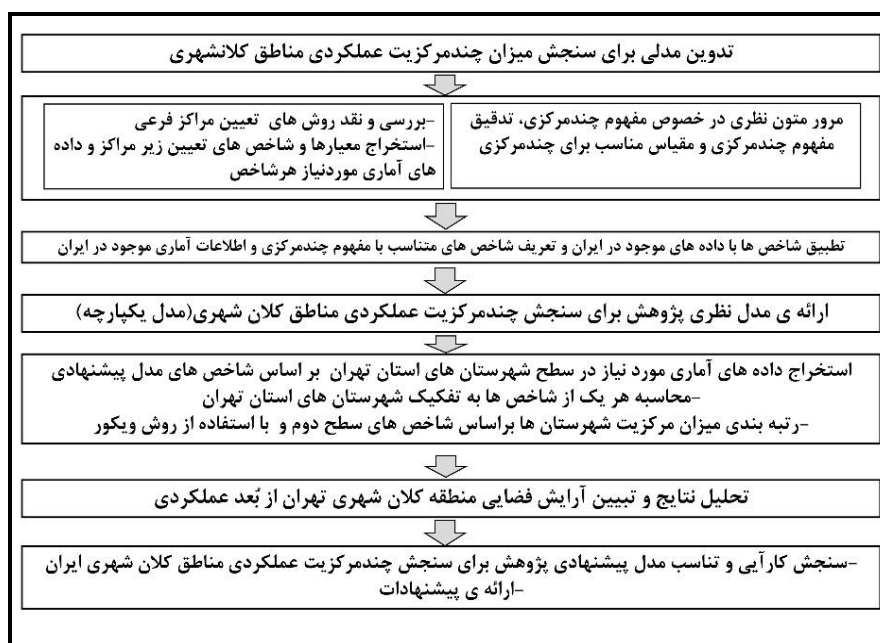 تدوین مدلی برای سنجش میزان چندمرکزیت عملکردی مناطق کلانشهری
مرور متون نظری در خصوص مفهوم چندمرکزی، تدقیق
مفهوم چندمرکزی و مقیاس مناسب برای چندمرکزی
-بررسی و نقد روش های تعیین مراکز فرعی
-استخراج معیارها و شاخص های تعیین زیر مراکز و داده
های آماری موردنیاز هرشاخص
تطبیق شاخص ها با داده های موجود در ایران و تعریف شاخص های متناسب با مفهوم چندمرکزی و اطلاعات آماری موجود در ایران
ارائه ی مدل نظری پژوهش برای سنجش چندمرکزیت عملکردی مناطق کلان شهری(مدل یکپارچه)
استخراج داده های آماری مورد نیاز در سطح شهرستان های استان تهران بر اساس شاخص های مدل پیشنهادی
-محاسبه هر یک از شاخص ها به تفکیک شهرستان های استان تهران
-رتبه بندی میزان مرکزیت شهرستان ها براساس شاخص های سطح دوم و با استفاده از روش ویکور
تحلیل نتایج و تبیین آرایش فضایی منطقه کلان شهری تهران از بُعد عملکردی
-سنجش کارآیی و تناسب مدل پیشنهادی پژوهش برای سنجش چندمرکزیت عملکردی مناطق کلان شهری ایران
-ارائه ی پیشنهادات